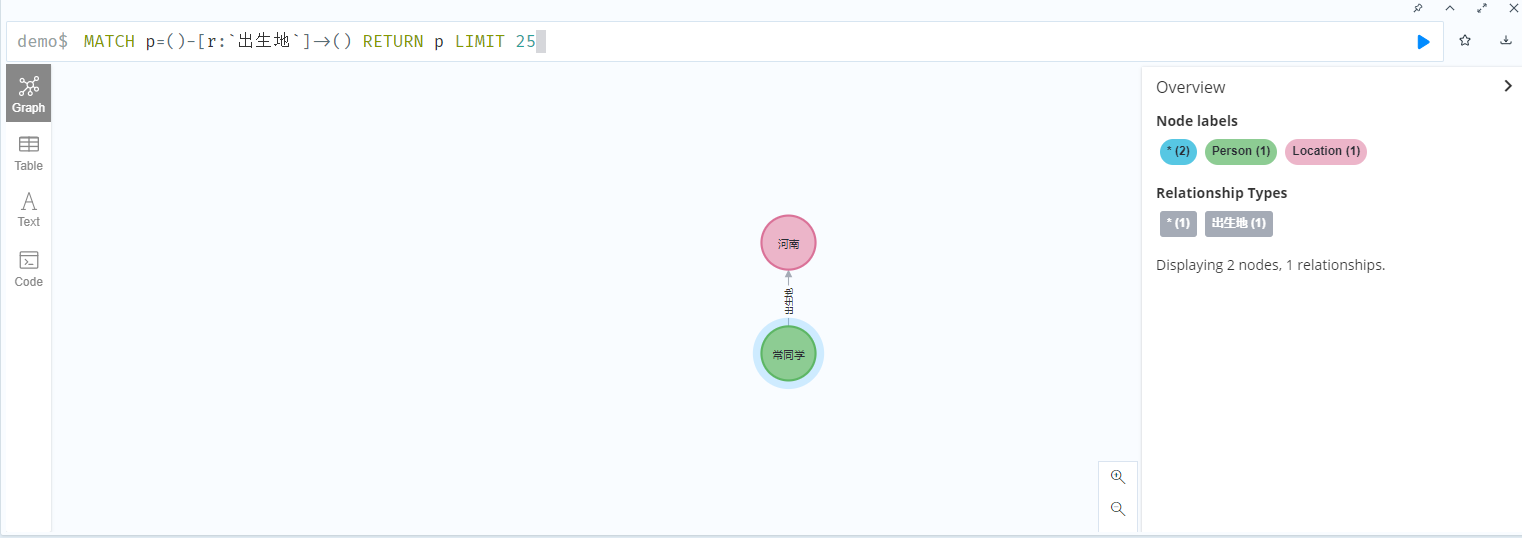 demo$ MATCH p=()-[r:`出生地`]->() RETURN p LIMIT 25
Graph
Table
Text
Code
河南
出生地
常同学
Overview
Node labels
* (2) Person (1) Location (1)
Relationship Types
* (1) 出生地 (1)
Displaying 2 nodes, 1 relationships.